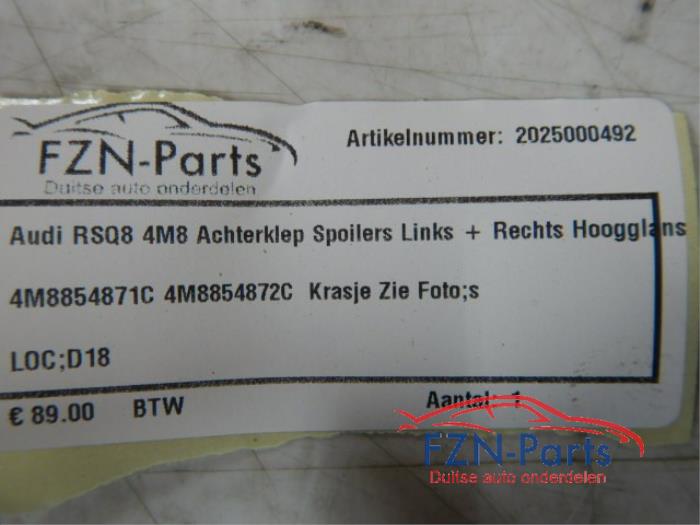 FZN-Parts
Duitse auto onderdelen
Artikelnummer: 2025000492
Audi RSQ8 4M8 Achterklep Spoilers Links + Rechts Hoogglans
4M8854871C 4M8854872C Krasje Zie Foto;s
LOC;D18
€ 89.00 BTW Aantal: 1
FZN-Parts
Duitse auto onderdelen